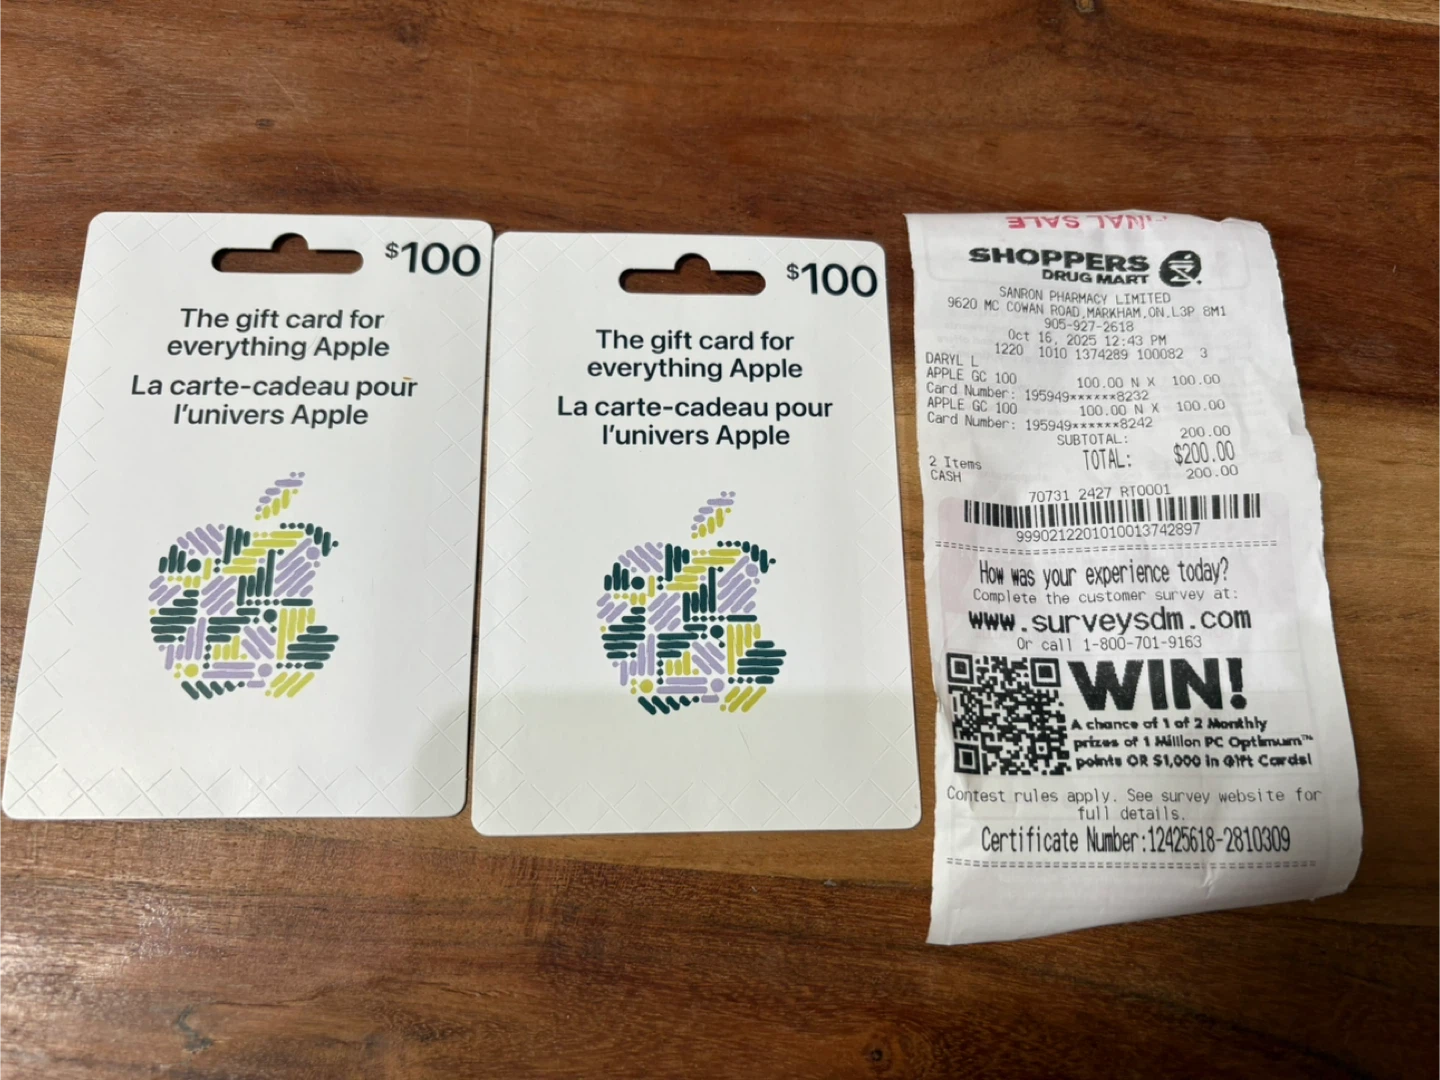 $100
The gift card for
everything Apple
La carte-cadeau pour
l'univers Apple
$100
The gift card for
everything Apple
La carte-cadeau pour
l'univers Apple
FINAL SALE
SHOPPERS
DRUG MART
SANRON PHARMACY LIMITED
9620 MC COWAN ROAD,MARKHAM,ON.L3P 8M1
905-927-2618
Oct 16, 2025 12:43 PM
1220 1010 1374289 100082 3
DARYL L
APPLE GC 100 100.00 N X 100.00
Card Number: 195949******8232
APPLE GC 100 100.00 N X 100.00
Card Number: 195949******8242
SUBTOTAL: 200.00
2 Items TOTAL: $200.00
CASH 200.00
70731 2427 RT0001
9990212201010013742897
How was your experience today?
Complete the customer survey at:
www.surveysdm.com
Or call 1-800-701-9163
WIN!
A chance of 1 of 2 Monthly
prizes of 1 Million PC Optimum™
points OR $1,000 in Gift Cards!
Contest rules apply. See survey website for
full details.
Certificate Number:12425618-2810309